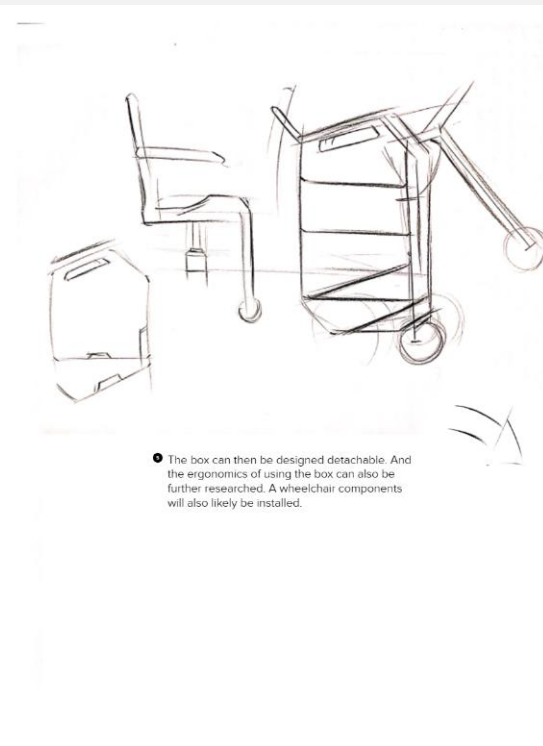 The box can then be designed detachable. And
the ergonomics of using the box can also be
further researched. A wheelchair components
will also likely be installed.